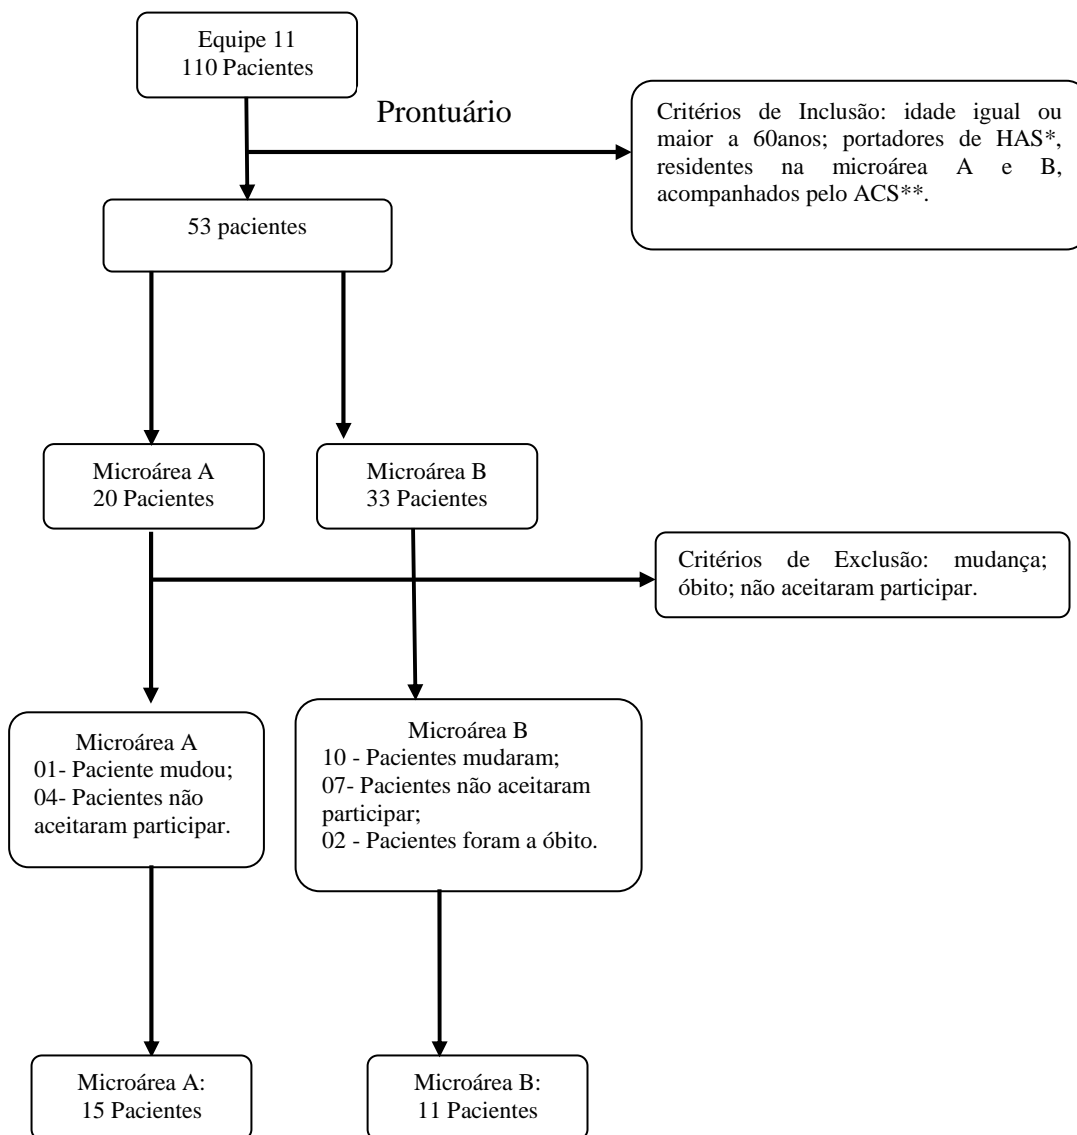 Equipe 11
110 Pacientes
Prontuário
Critérios de Inclusão: idade igual ou
maior a 60anos; portadores de HAS*,
residentes na microárea A e B,
acompanhados pelo ACS**.
53 pacientes
Microárea A
20 Pacientes
Microárea B
33 Pacientes
Critérios de Exclusão: mudança;
óbito; não aceitaram participar.
Microárea A
01- Paciente mudou;
04- Pacientes não
aceitaram participar.
Microárea B
10 - Pacientes mudaram;
07- Pacientes não aceitaram
participar;
02 - Pacientes foram a óbito.
Microárea A:
15 Pacientes
Microárea B:
11 Pacientes